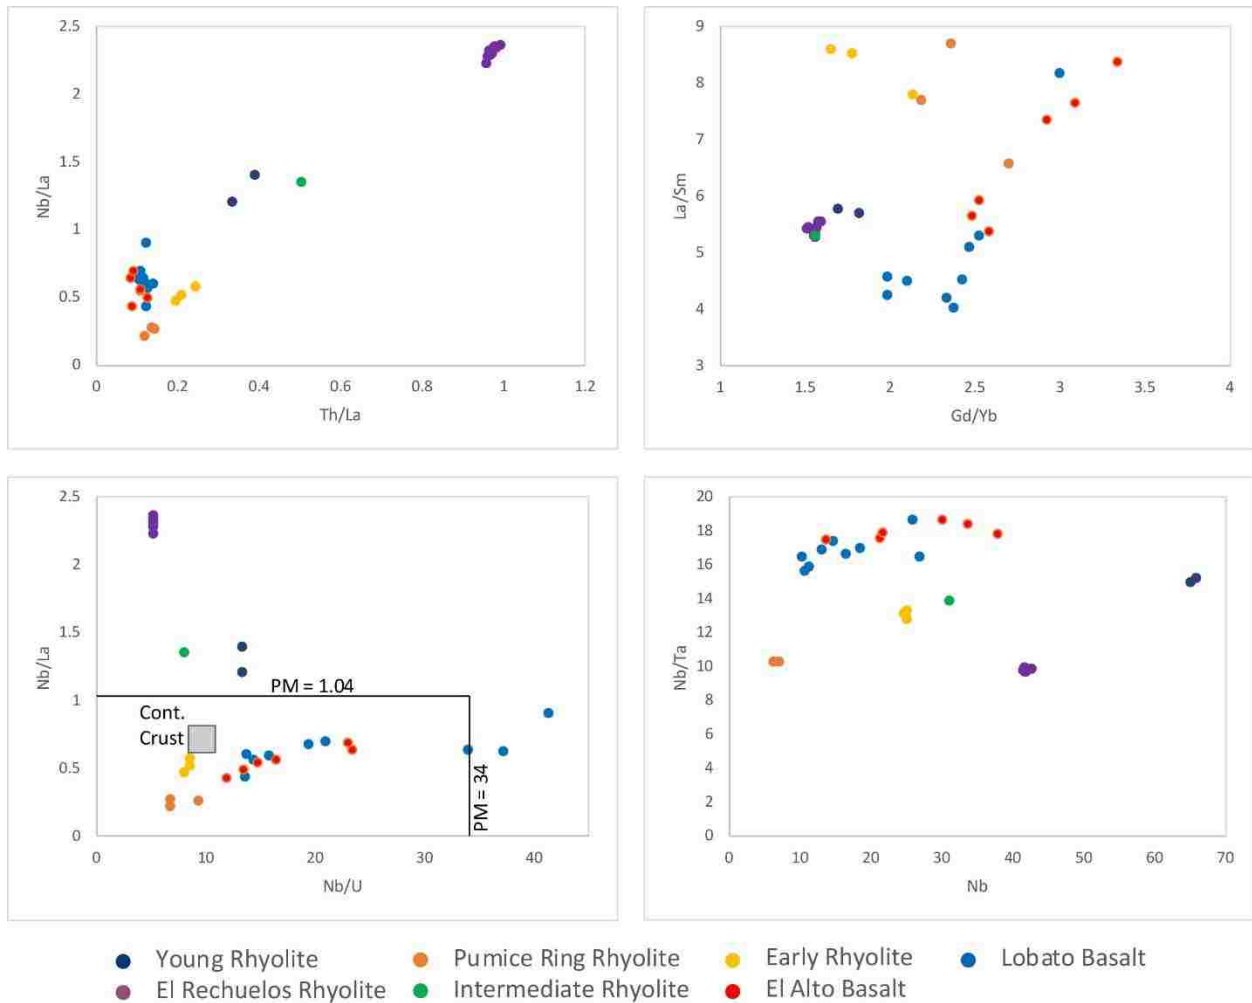 2.5
2
1.5
1
0.5
0
Nb/La
0 0.2 0.4 0.6 0.8 1 1.2
Th/La
9
8
7
6
5
4
3
La/Sm
1 1.5 2 2.5 3 3.5 4
Gd/Yb
2.5
2
1.5
1
0.5
0
Nb/La
PM = 1.04
Cont.
Crust
PM = 34
0 10 20 30 40
Nb/U
20
18
16
14
12
10
8
6
4
2
0
Nb/Ta
0 10 20 30 40 50 60 70
Nb
Young Rhyolite Pumice Ring Rhyolite Early Rhyolite Lobato Basalt
El Rechuelos Rhyolite Intermediate Rhyolite El Alto Basalt